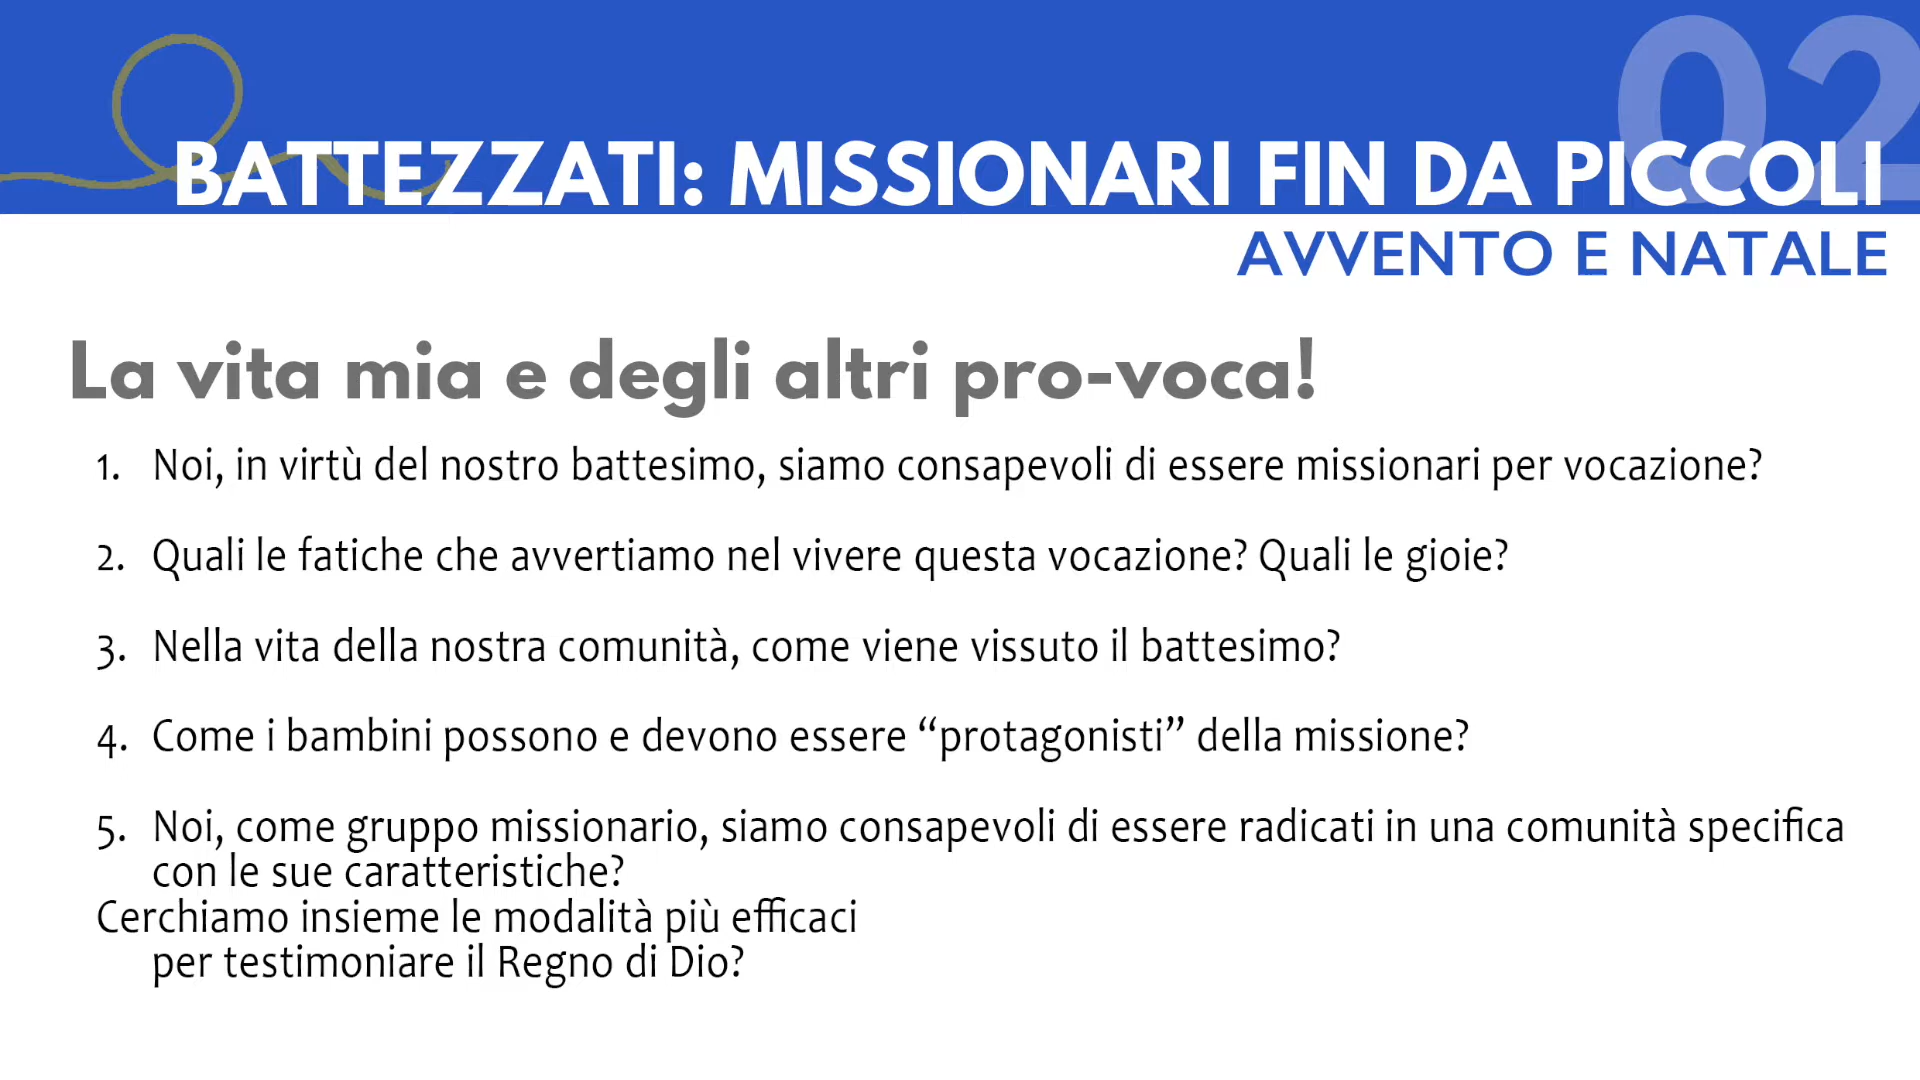 02
BATTEZZATI: MISSIONARI FIN DA PICCOLI
AVVENTO E NATALE
La vita mia e degli altri pro-voca!
1. Noi, in virtù del nostro battesimo, siamo consapevoli di essere missionari per vocazione?
2. Quali le fatiche che avvertiamo nel vivere questa vocazione? Quali le gioie?
3. Nella vita della nostra comunità, come viene vissuto il battesimo?
4. Come i bambini possono e devono essere “protagonisti” della missione?
5. Noi, come gruppo missionario, siamo consapevoli di essere radicati in una comunità specifica
con le sue caratteristiche?
Cerchiamo insieme le modalità più efficaci
per testimoniare il Regno di Dio?